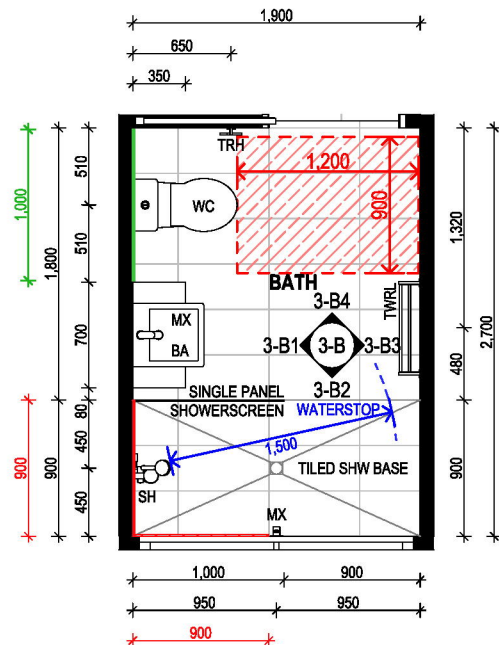 1,900
650
350
TRH
510
1,200
900
WC
1,000
1,800
510
1,320
BATH
3-B4
TWRL
2,700
MX
3-B1
3-B
3-B3
700
BA
480
3-B2
SINGLE PANEL
SHOWERSCREEN
WATERSTOP
80
1,500
450
900
900
TILED SHW BASE
900
SH
450
MX
1,000
900
950
950
900